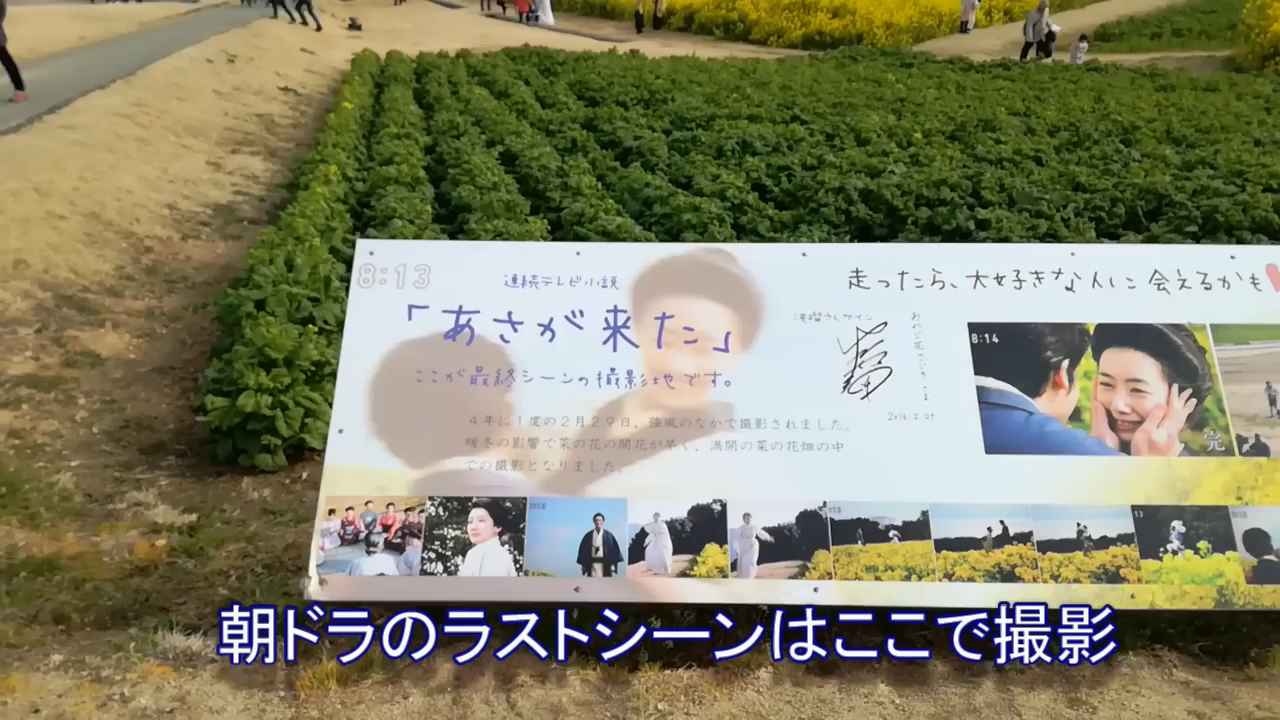 8:13
連続テレビ小説
「あさが来た」
ここが最終シーンの撮影地です。
4年に1度の2月29日、強風のなかで撮影されました。
暖冬の影響で菜の花の開花が早く、満開の菜の花畑の中
での撮影となりました。
走ったら、大好きな人に会えるかも
2016.2.29
8:14
完
朝ドラのラストシーンはここで撮影